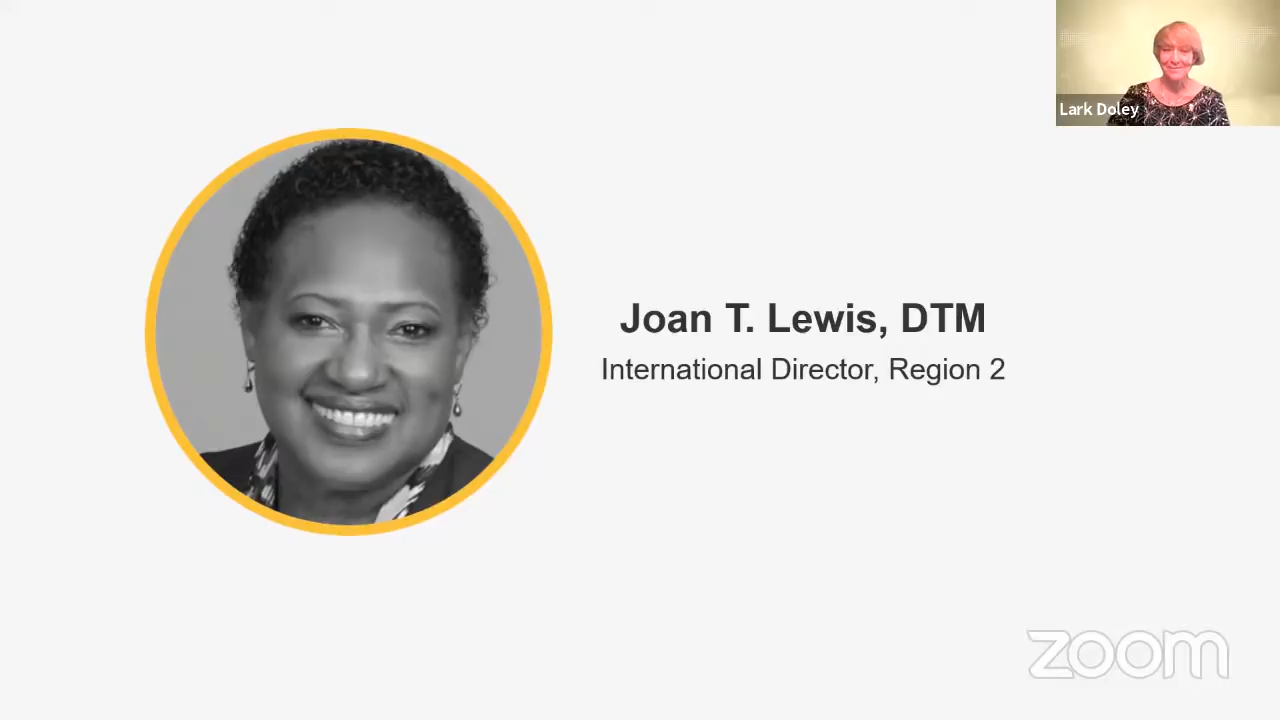 Lark Doley
Joan T. Lewis, DTM
International Director, Region 2
zoom